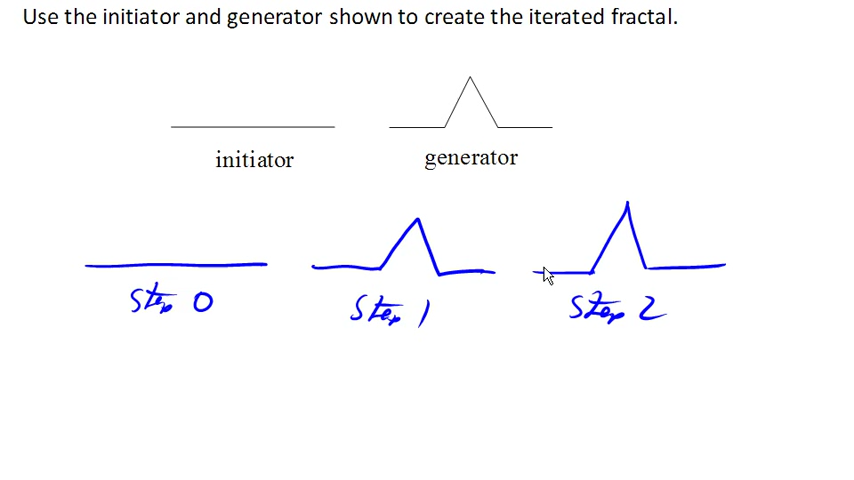 Use the initiator and generator shown to create the iterated fractal.
initiator
generator
Step 0
Step 1
Step 2